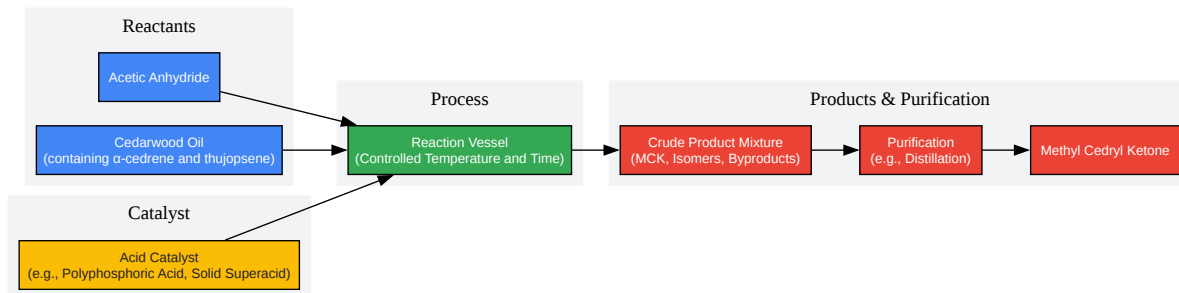 Reactants
Acetic Anhydride
Cedarwood Oil
(containing α-cedrene and thujopsene)
Catalyst
Acid Catalyst
(e.g., Polyphosphoric Acid, Solid Superacid)
Process
Reaction Vessel
(Controlled Temperature and Time)
Products & Purification
Crude Product Mixture
(MCK, Isomers, Byproducts)
Purification
(e.g., Distillation)
Methyl Cedryl Ketone